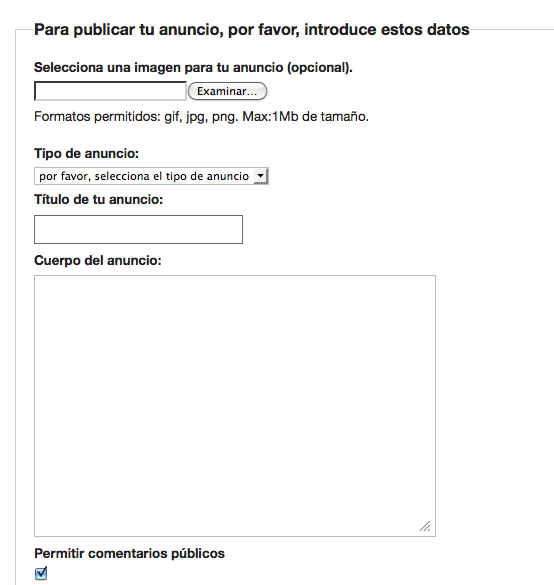 Para publicar tu anuncio, por favor, introduce estos datos
Selecciona una imagen para tu anuncio (opcional).
Examinar...
Formatos permitidos: gif, jpg, png. Max:1Mb de tamaño.
Tipo de anuncio:
por favor, selecciona el tipo de anuncio
Título de tu anuncio:
Cuerpo del anuncio:
Permitir comentarios públicos